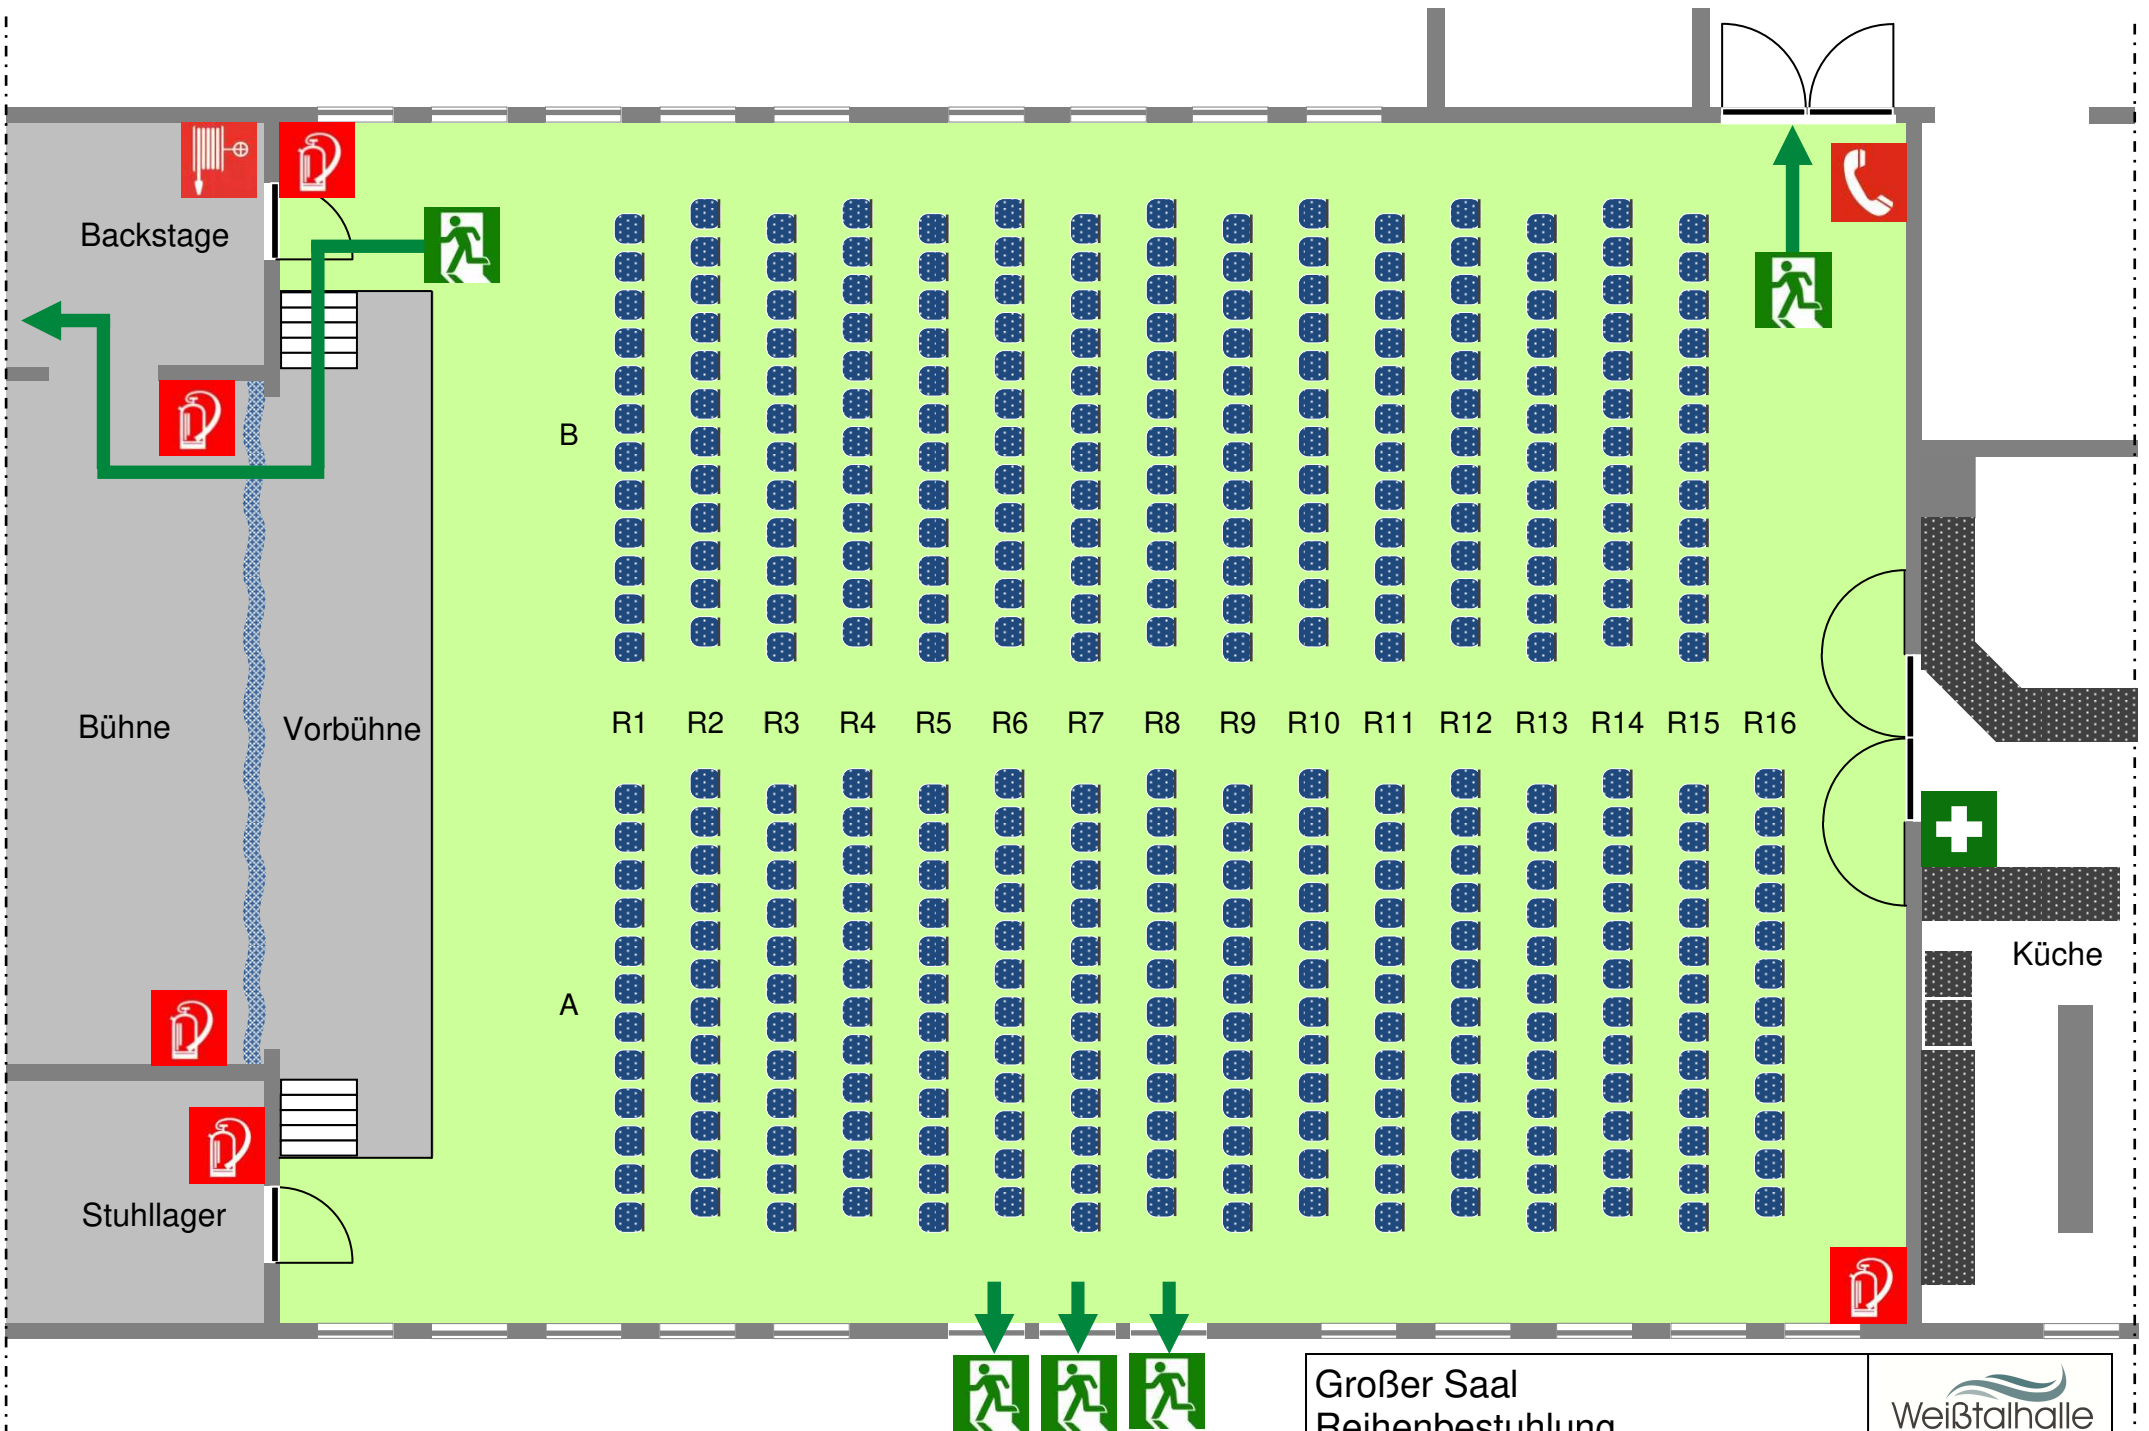 Backstage
B
Bühne
Vorbühne
R1 R2 R3 R4 R5 R6 R7 R8 R9 R10 R11 R12 R13 R14 R15 R16
Küche
A
Stuhllager
Großer Saal
Reihenbestuhlung
Weißtalhalle